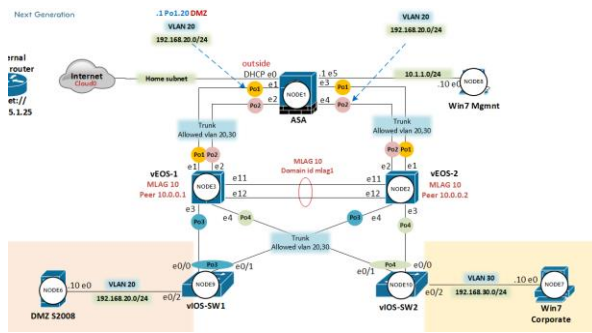 Next Generation
.1 Po1.20 DMZ
VLAN 20
192.168.20.0/24
VLAN 20
192.168.20.0/24
ernal
router
et://
5.1.25
Internet
Cloud0
Home subnet
outside
DHCP e0
e1
e2
Po1
Po2
NODE1
ASA
.1 e5
e3
e4
Po1
Po2
10.1.1.0/24
.10 e0
NODE8
Win7 Mgmnt
Trunk
Allowed vlan 20,30
Trunk
Allowed vlan 20,30
Po1
Po2
e1
e2
Po2
Po1
e2
e1
vEOS-1
MLAG 10
Peer 10.0.0.1
NODE3
e11
e12
MLAG 10
Domain id mlag1
e11
e12
NODE2
vEOS-2
MLAG 10
Peer 10.0.0.2
e3
Po3
e4
Po4
Trunk
Allowed vlan 20,30
Po3
e4
e3
Po4
e0/0
Po3
e0/1
Po4
e0/0
e0/1
NODE6
DMZ S2008
.10 e0
VLAN 20
192.168.20.0/24
e0/2
NODE9
vIOS-SW1
NODE10
vIOS-SW2
e0/2
VLAN 30
192.168.30.0/24
.10 e0
NODE7
Win7
Corporate